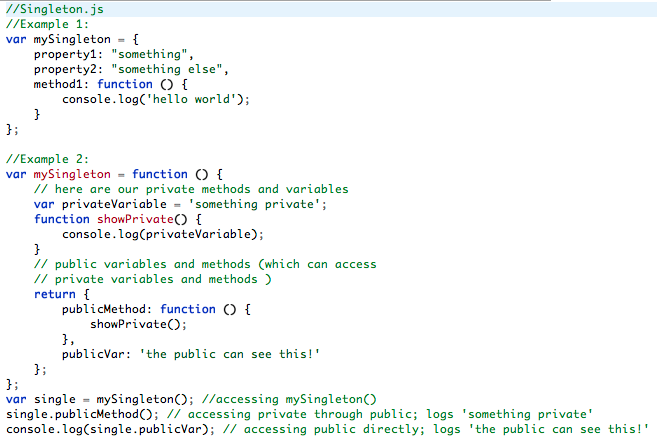 //Singleton.js
//Example 1:
var mySingleton = {
    property1: "something",
    property2: "something else",
    method1: function () {
        console.log('hello world');
    }
};

//Example 2:
var mySingleton = function () {
    // here are our private methods and variables
    var privateVariable = 'something private';
    function showPrivate() {
        console.log(privateVariable);
    }
    // public variables and methods (which can access
    // private variables and methods )
    return {
        publicMethod: function () {
            showPrivate();
        },
        publicVar: 'the public can see this!'
    };
};
var single = mySingleton(); //accessing mySingleton()
single.publicMethod(); // accessing private through public; logs 'something private'
console.log(single.publicVar); // accessing public directly; logs 'the public can see this!'